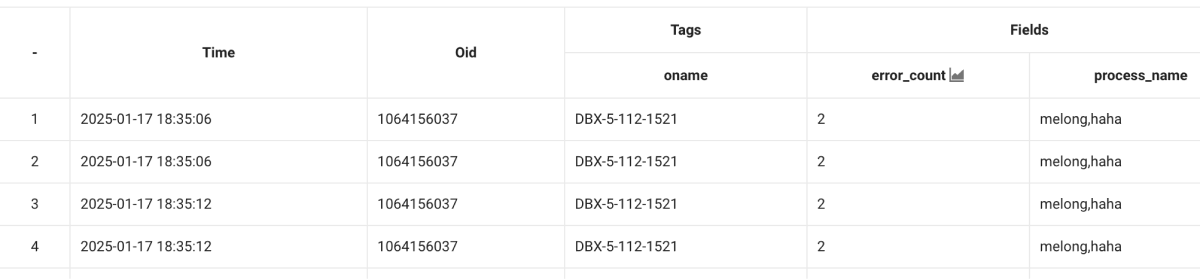 - Time Oid Tags Fields
oname error_count process_name
1 2025-01-17 18:35:06 1064156037 DBX-5-112-1521 2 melong,haha
2 2025-01-17 18:35:06 1064156037 DBX-5-112-1521 2 melong,haha
3 2025-01-17 18:35:12 1064156037 DBX-5-112-1521 2 melong,haha
4 2025-01-17 18:35:12 1064156037 DBX-5-112-1521 2 melong,haha